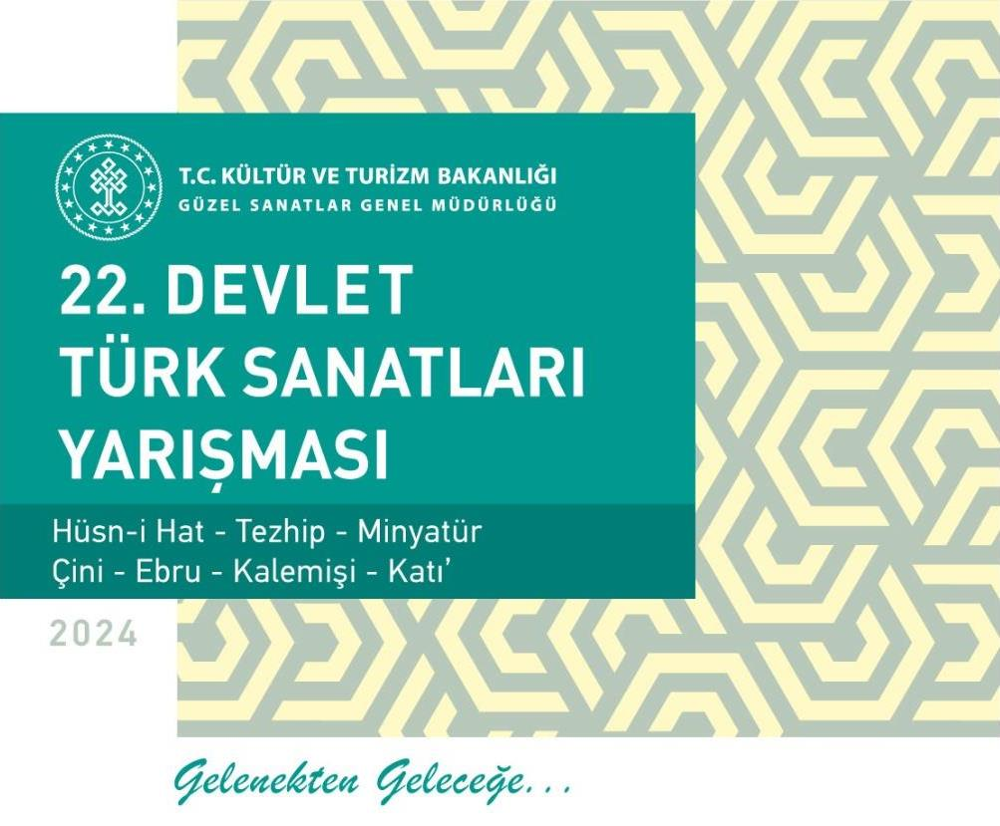 T.C. KÜLTÜR VE TURİZM BAKANLIĞI
GÜZEL SANATLAR GENEL MÜDÜRLÜĞÜ
22. DEVLET
TÜRK SANATLARI
YARIŞMASI
Hüsn-i Hat - Tezhip - Minyatür
Çini - Ebru - Kalemişi - Katı'
2024
Gelenekten Geleceğe...